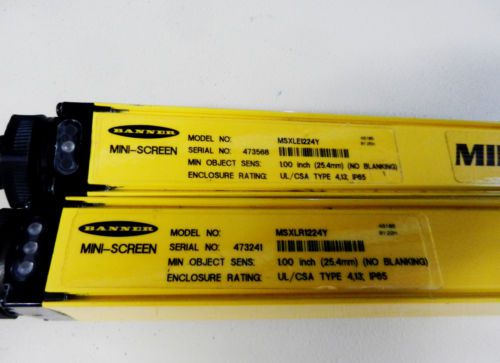 BANNER
MINI-SCREEN
MODEL NO: MSXLE1224Y
SERIAL NO: 473568
MIN OBJECT SENS: 1.00 inch (25.4mm) (NO BLANKING)
ENCLOSURE RATING: UL/CSA TYPE 4,13; IP65
MI
BANNER
MINI-SCREEN
MODEL NO: MSXLR1224Y
SERIAL NO: 473241
MIN OBJECT SENS: 1.00 inch (25.4mm) (NO BLANKING)
ENCLOSURE RATING: UL/CSA TYPE 4,13; IP65